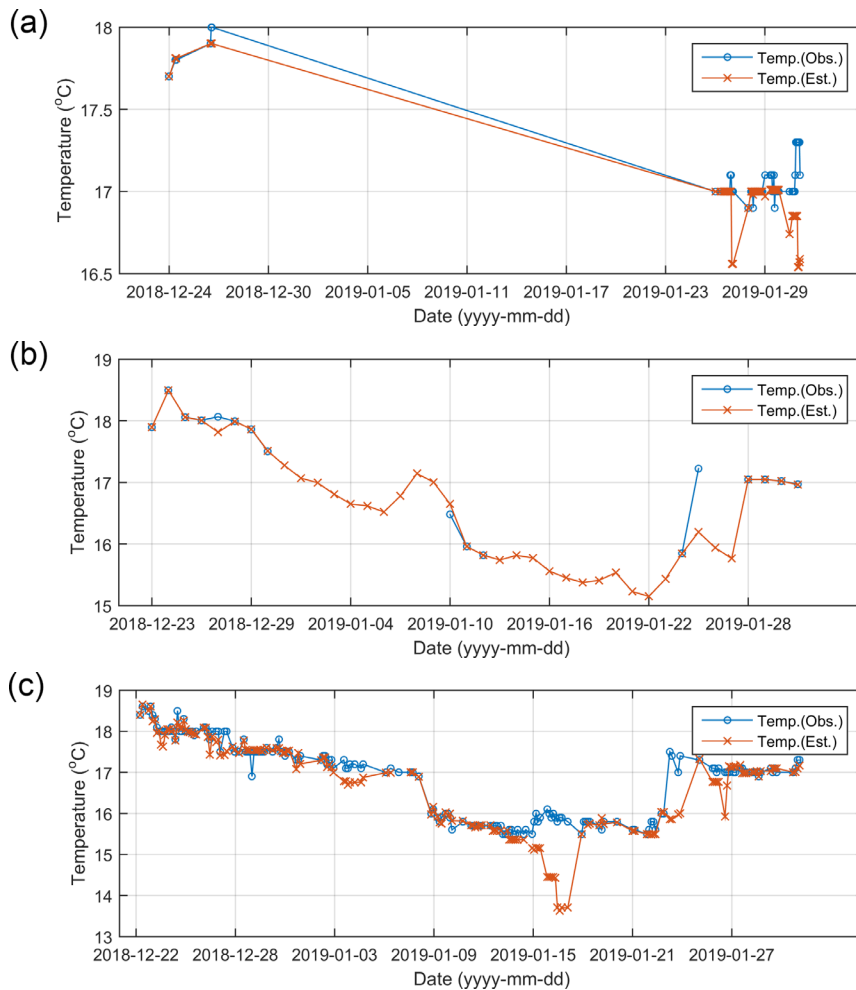 (a)
18
17.5
17
16.5
Temperature (°C)
Temp.(Obs.)
Temp.(Est.)
2018-12-24 2018-12-30 2019-01-05 2019-01-11 2019-01-17 2019-01-23 2019-01-29
Date (yyyy-mm-dd)
(b)
19
18
17
16
15
Temperature (°C)
Temp.(Obs.)
Temp.(Est.)
2018-12-23 2018-12-29 2019-01-04 2019-01-10 2019-01-16 2019-01-22 2019-01-28
Date (yyyy-mm-dd)
(c)
19
18
17
16
15
14
13
Temperature (°C)
Temp.(Obs.)
Temp.(Est.)
2018-12-22 2018-12-28 2019-01-03 2019-01-09 2019-01-15 2019-01-21 2019-01-27
Date (yyyy-mm-dd)